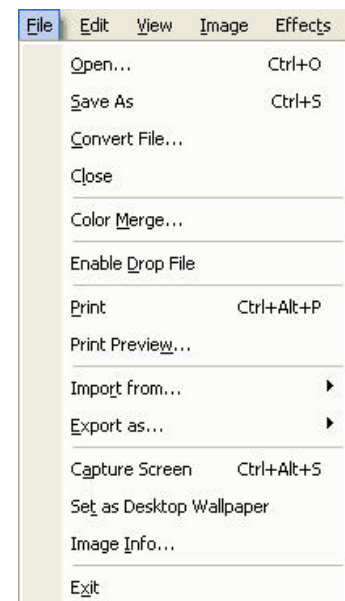 File Edit View Image Effects
Open... Ctrl+O
Save As Ctrl+S
Convert File...
Close
Color Merge...
Enable Drop File
Print Ctrl+Alt+P
Print Preview...
Import from...
Export as...
Capture Screen Ctrl+Alt+S
Set as Desktop Wallpaper
Image Info...
Exit